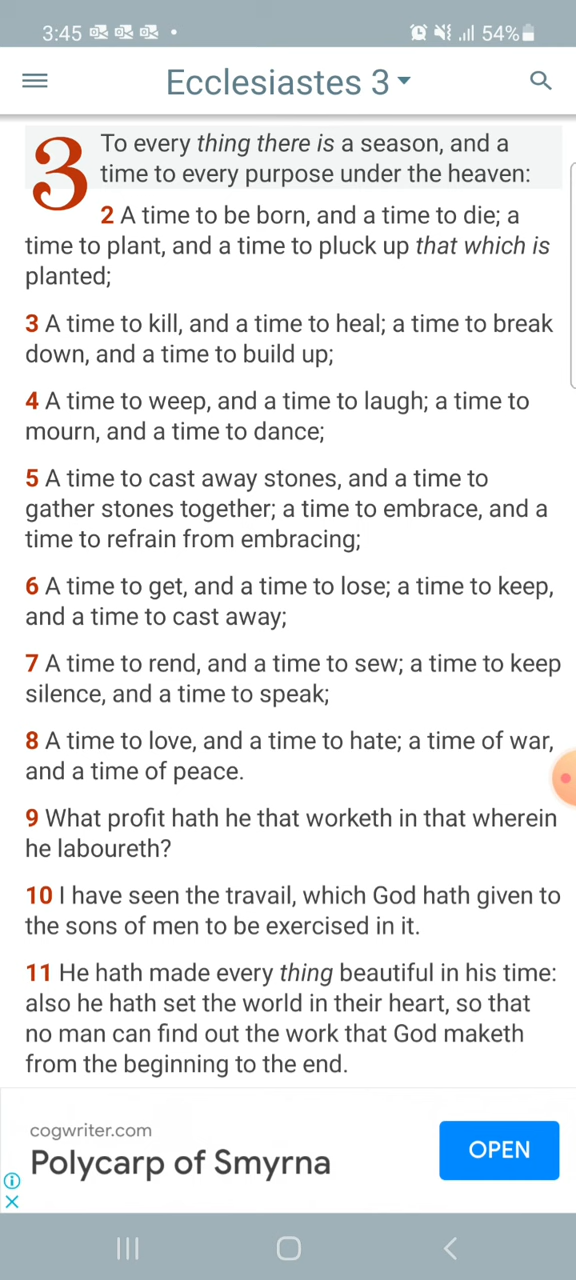 3:45 54%
Ecclesiastes 3
3 To every thing there is a season, and a
time to every purpose under the heaven:
2 A time to be born, and a time to die; a
time to plant, and a time to pluck up that which is
planted;
3 A time to kill, and a time to heal; a time to break
down, and a time to build up;
4 A time to weep, and a time to laugh; a time to
mourn, and a time to dance;
5 A time to cast away stones, and a time to
gather stones together; a time to embrace, and a
time to refrain from embracing;
6 A time to get, and a time to lose; a time to keep,
and a time to cast away;
7 A time to rend, and a time to sew; a time to keep
silence, and a time to speak;
8 A time to love, and a time to hate; a time of war,
and a time of peace.
9 What profit hath he that worketh in that wherein
he laboureth?
10 I have seen the travail, which God hath given to
the sons of men to be exercised in it.
11 He hath made every thing beautiful in his time:
also he hath set the world in their heart, so that
no man can find out the work that God maketh
from the beginning to the end.
cogwriter.com
Polycarp of Smyrna
OPEN